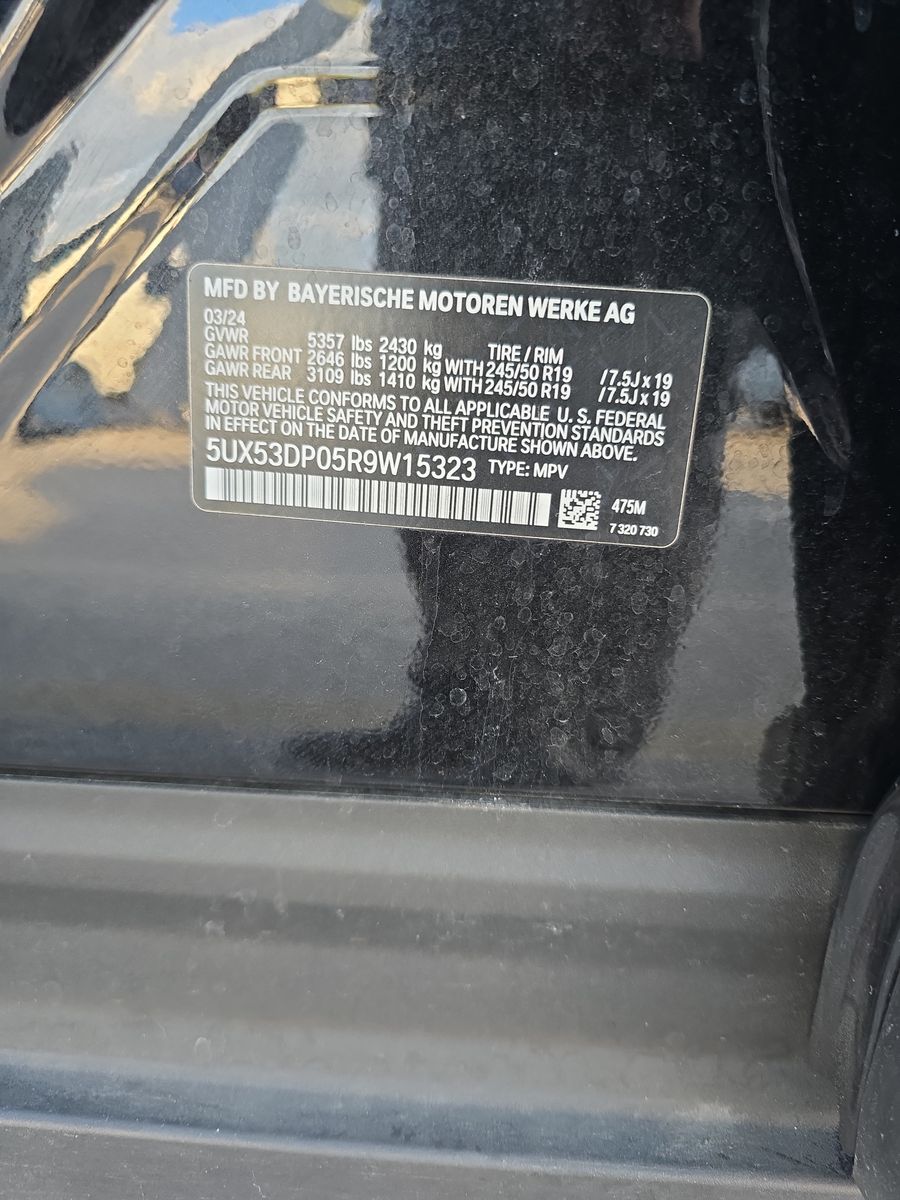 MFD BY BAYERISCHE MOTOREN WERKE AG
03/24
GVWR 5357 lbs 2430 kg TIRE / RIM
GAWR FRONT 2646 lbs 1200 kg WITH 245/50 R19 /7.5J x 19
GAWR REAR 3109 lbs 1410 kg WITH 245/50 R19 /7.5J x 19
THIS VEHICLE CONFORMS TO ALL APPLICABLE U. S. FEDERAL
MOTOR VEHICLE SAFETY AND THEFT PREVENTION STANDARDS
IN EFFECT ON THE DATE OF MANUFACTURE SHOWN ABOVE.
5UX53DP05R9W15323 TYPE: MPV
475M
7 320 730